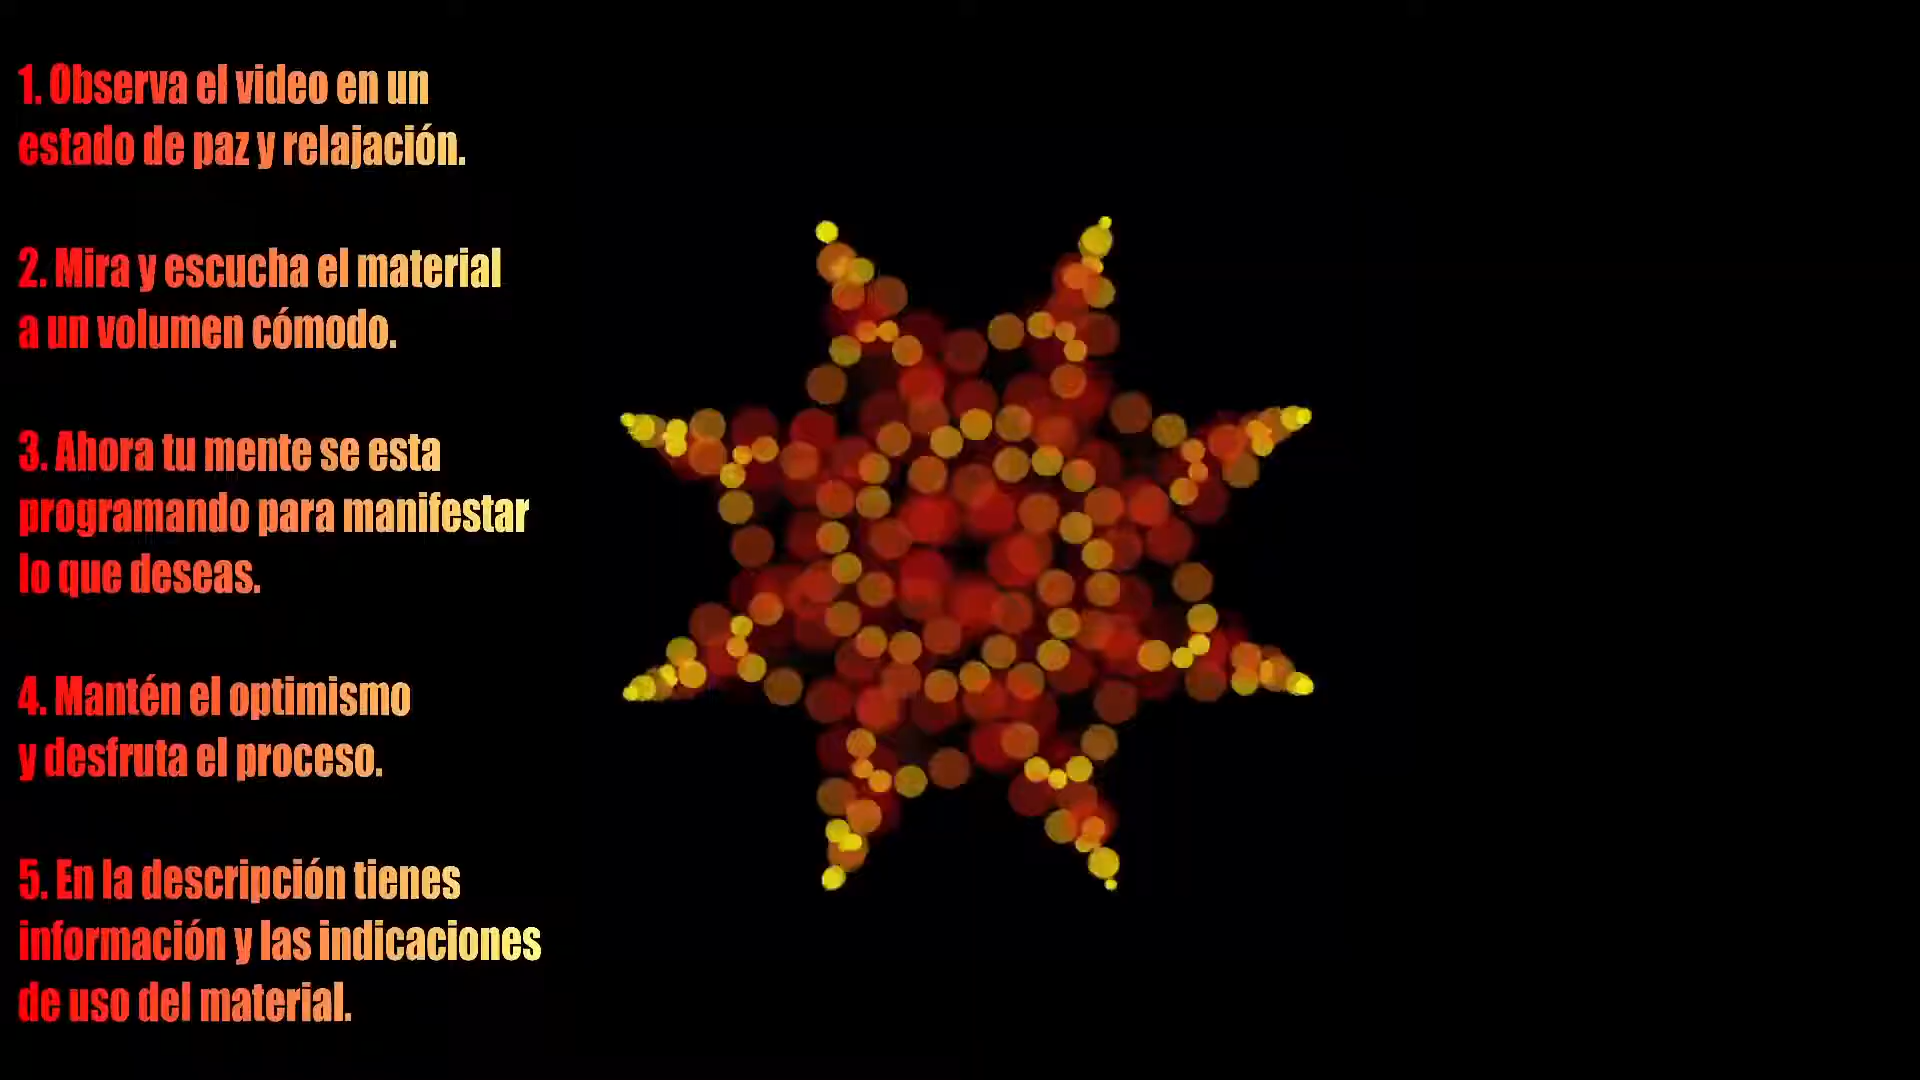 1. Observa el video en un
estado de paz y relajación.
2. Mira y escucha el material
a un volumen cómodo.
3. Ahora tu mente se esta
programando para manifestar
lo que deseas.
4. Mantén el optimismo
y desfruta el proceso.
5. En la descripción tienes
información y las indicaciones
de uso del material.